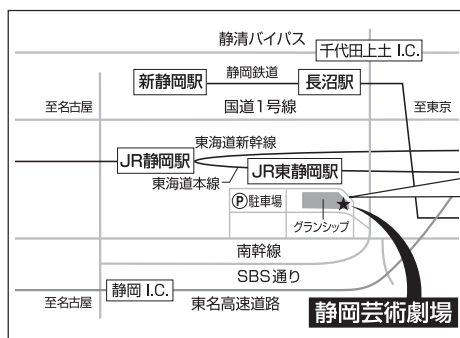 静清バイパス
千代田上土 I.C.
静岡鉄道
新静岡駅
長沼駅
至名古屋
国道1号線
至東京
東海道新幹線
JR静岡駅
JR東静岡駅
東海道本線
Ⓟ駐車場
グランシップ
南幹線
SBS通り
静岡 I.C.
至名古屋
東名高速道路
静岡芸術劇場